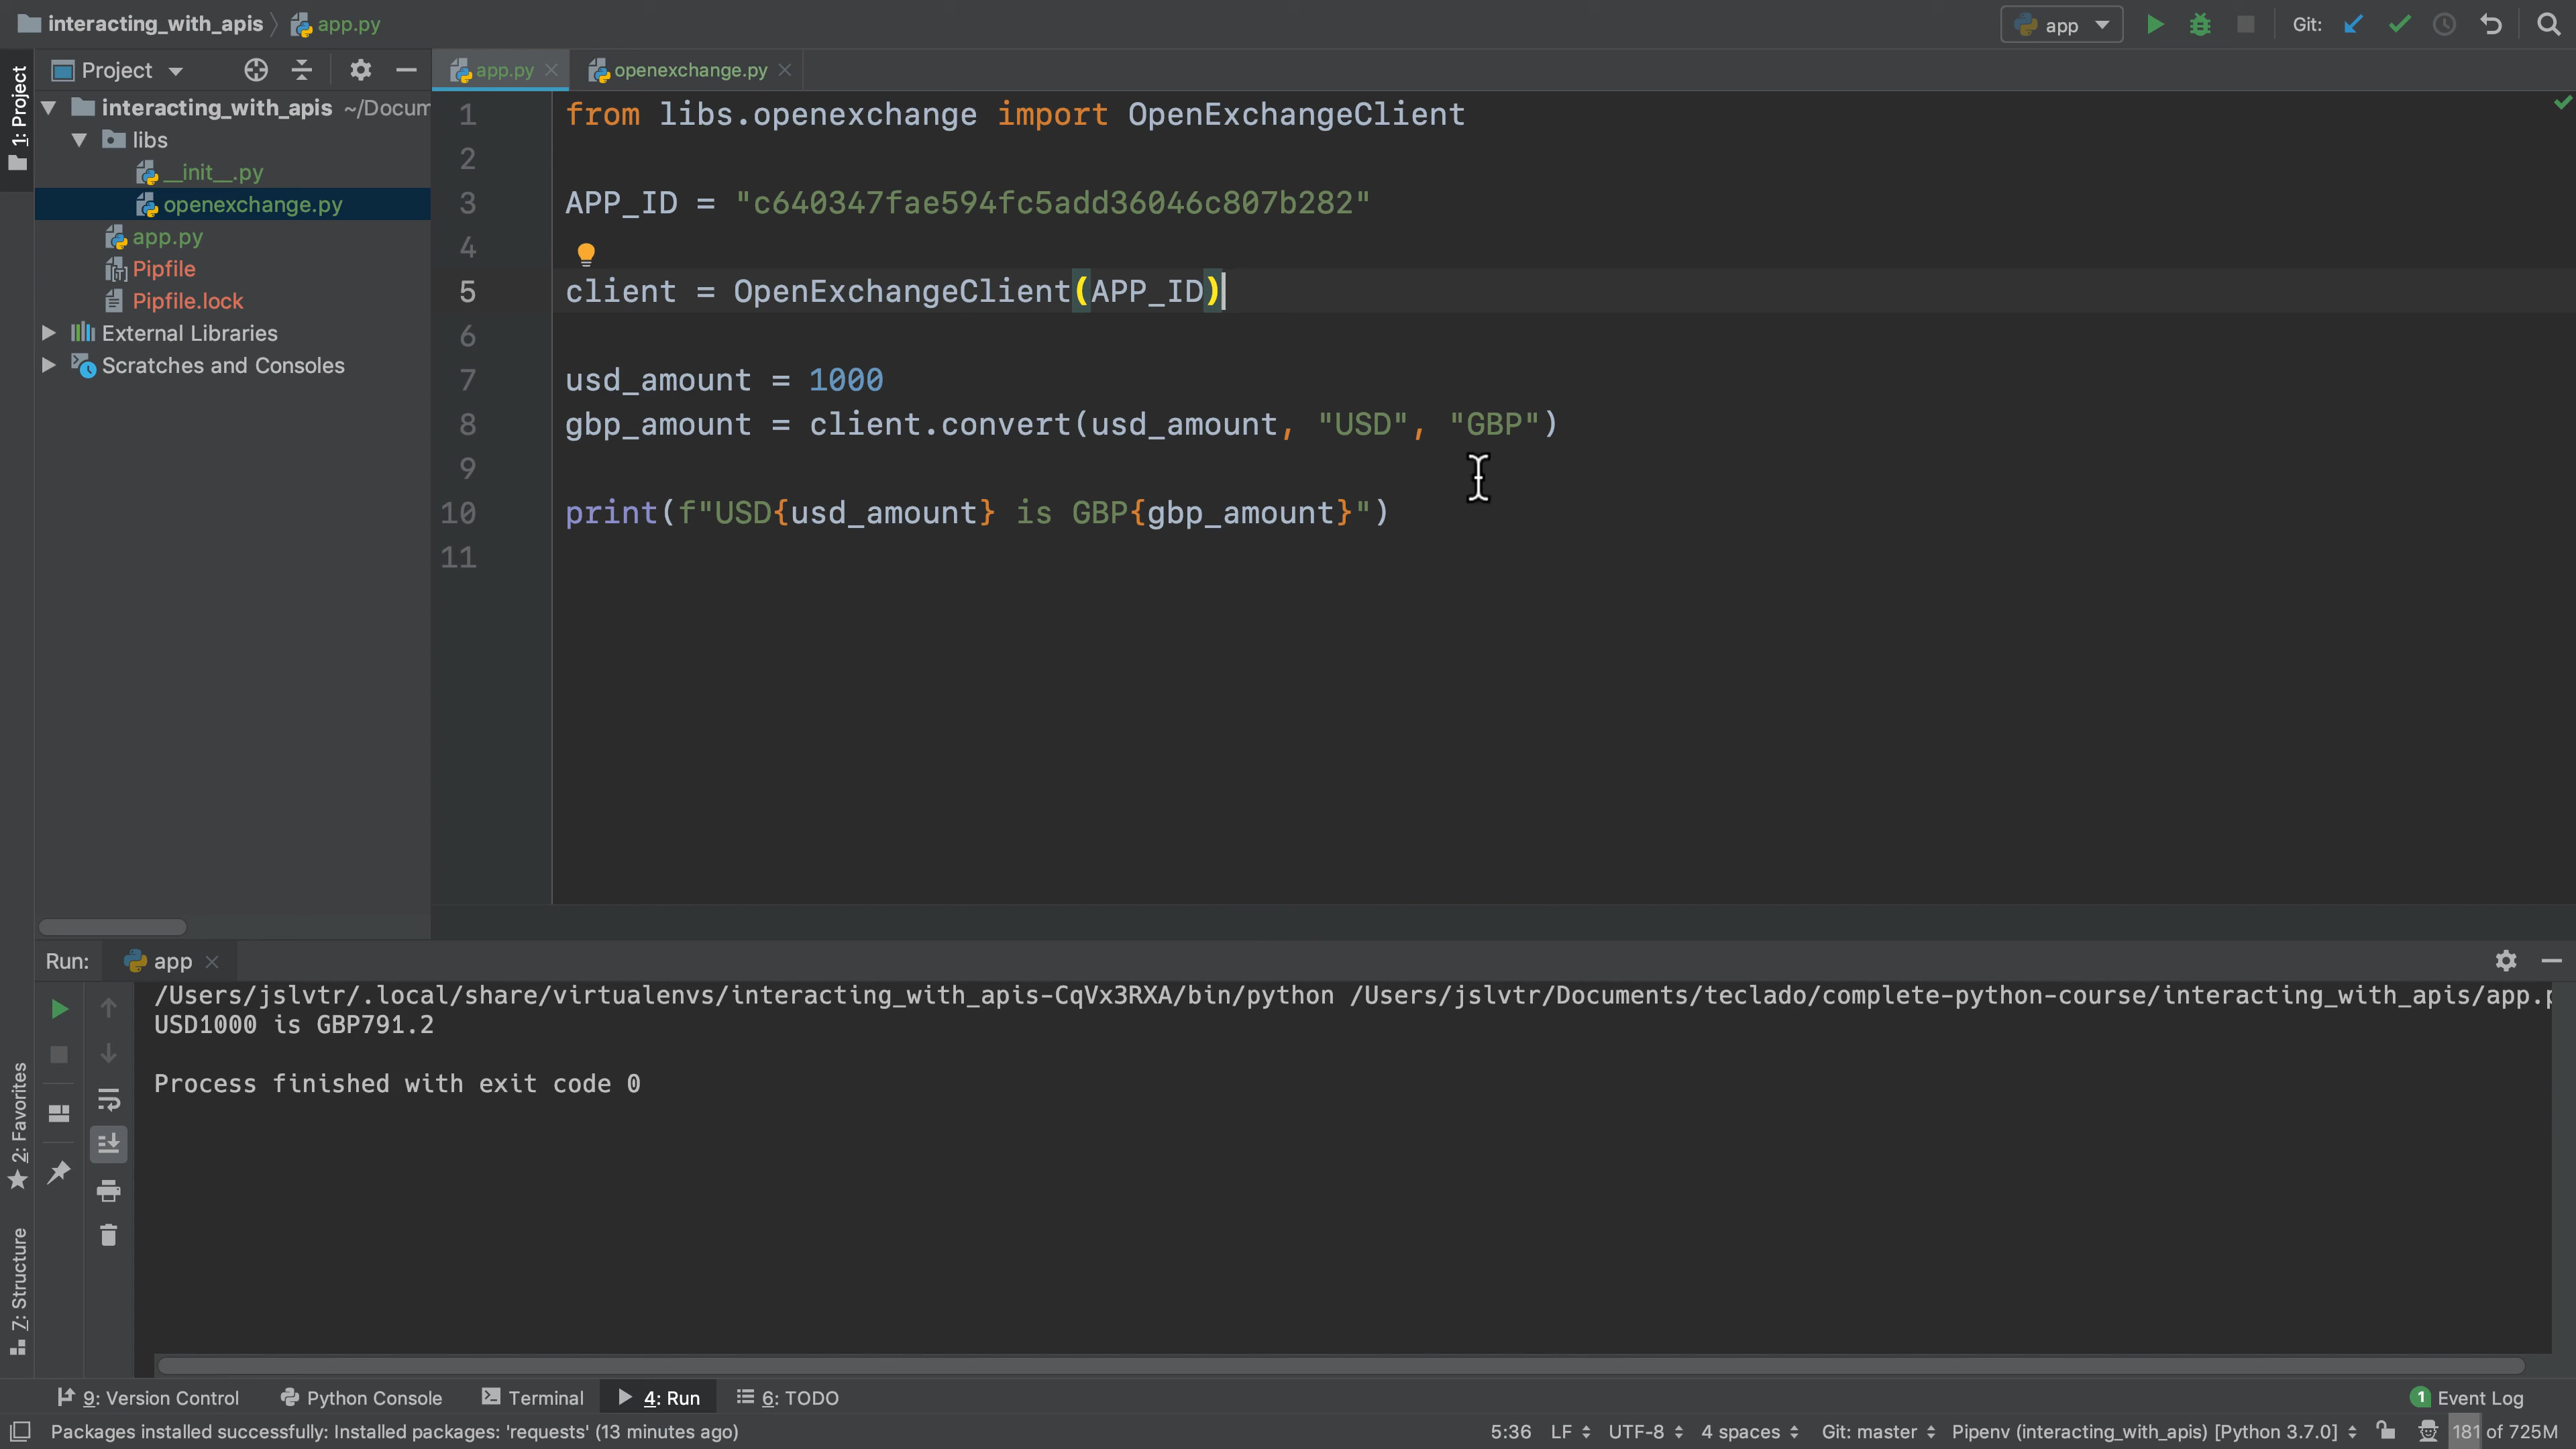 interacting_with_apis app.py
app Git:
Project
app.py openexchange.py
1: Project
interacting_with_apis ~/Docum
libs
__init__.py
openexchange.py
app.py
Pipfile
Pipfile.lock
External Libraries
Scratches and Consoles
1 from libs.openexchange import OpenExchangeClient
2
3 APP_ID = "c640347fae594fc5add36046c807b282"
4
5 client = OpenExchangeClient(APP_ID)
6
7 usd_amount = 1000
8 gbp_amount = client.convert(usd_amount, "USD", "GBP")
9
10 print(f"USD{usd_amount} is GBP{gbp_amount}")
11
Run: app
/Users/jslvtr/.local/share/virtualenvs/interacting_with_apis-CqVx3RXA/bin/python /Users/jslvtr/Documents/teclado/complete-python-course/interacting_with_apis/app.p
USD1000 is GBP791.2
Process finished with exit code 0
2: Favorites
7: Structure
9: Version Control Python Console Terminal 4: Run 6: TODO 1 Event Log
Packages installed successfully: Installed packages: 'requests' (13 minutes ago) 5:36 LF UTF-8 4 spaces Git: master Pipenv (interacting_with_apis) [Python 3.7.0] 181 of 725M